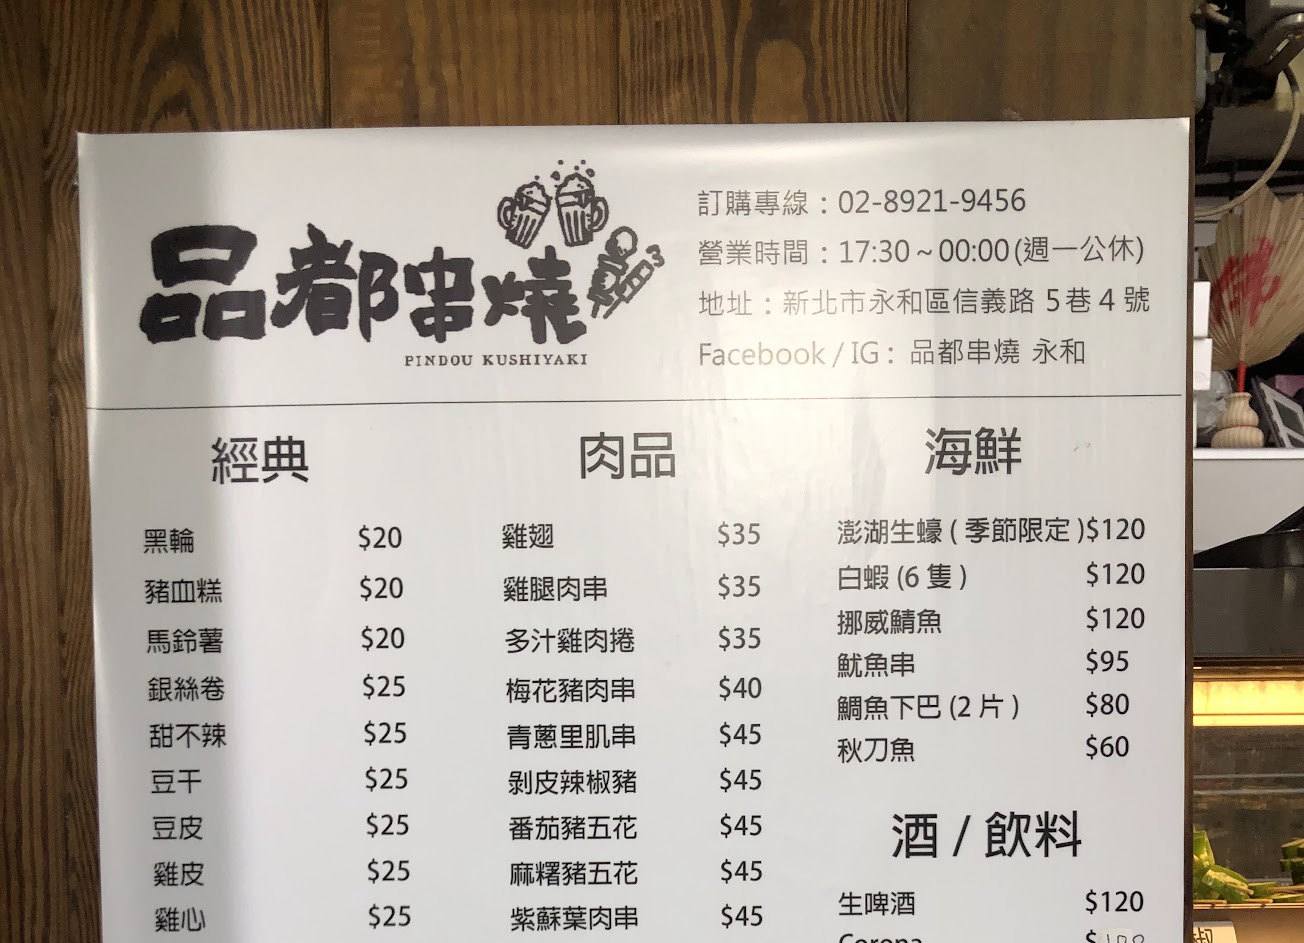 品都串燒
PINDOU KUSHIYAKI
訂購專線：02-8921-9456
營業時間：17:30～00:00(週一公休)
地址：新北市永和區信義路 5巷 4 號
Facebook / IG： 品都串燒 永和
經典
黑輪 $20
豬血糕 $20
馬鈴薯 $20
銀絲卷 $25
甜不辣 $25
豆干 $25
豆皮 $25
雞皮 $25
雞心 $25
肉品
雞翅 $35
雞腿肉串 $35
多汁雞肉捲 $35
梅花豬肉串 $40
青蔥里肌串 $45
剝皮辣椒豬 $45
番茄豬五花 $45
麻糬豬五花 $45
紫蘇葉肉串 $45
海鮮
澎湖生蠔 ( 季節限定 )$120
白蝦 (6 隻 ) $120
挪威鯖魚 $120
魷魚串 $95
鯛魚下巴 (2 片 ) $80
秋刀魚 $60
酒 / 飲料
生啤酒 $120
Corona